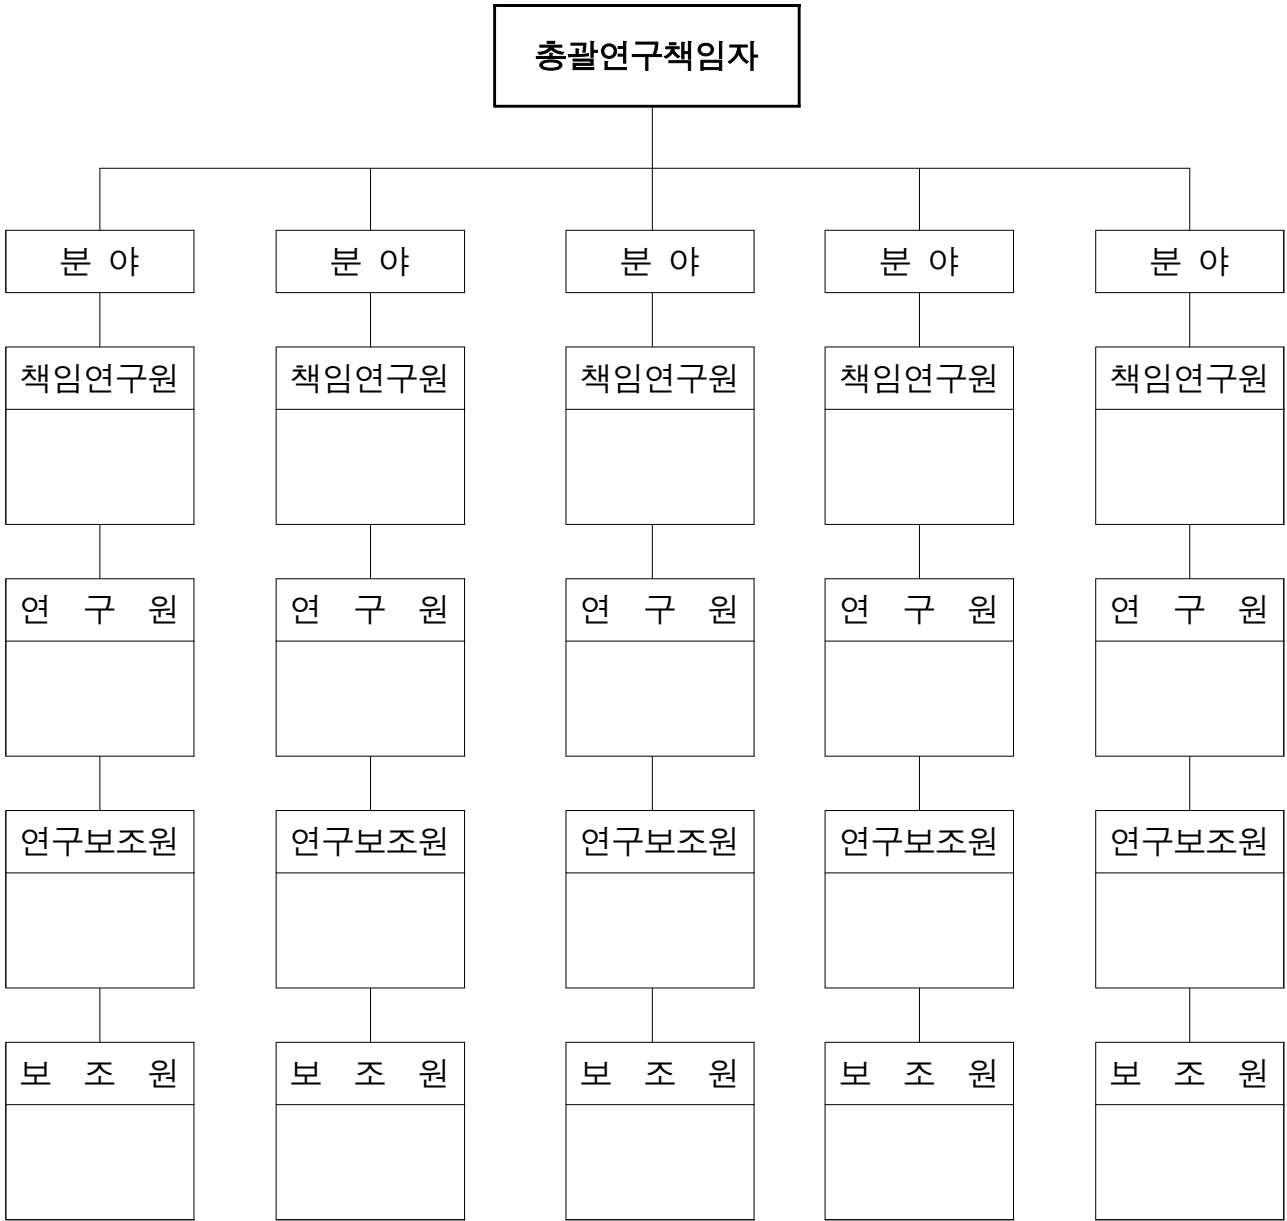 총괄연구책임자
분 야 분 야 분 야 분 야 분 야
책임연구원 책임연구원 책임연구원 책임연구원 책임연구원
연 구 원 연 구 원 연 구 원 연 구 원 연 구 원
연구보조원 연구보조원 연구보조원 연구보조원 연구보조원
보 조 원 보 조 원 보 조 원 보 조 원 보 조 원